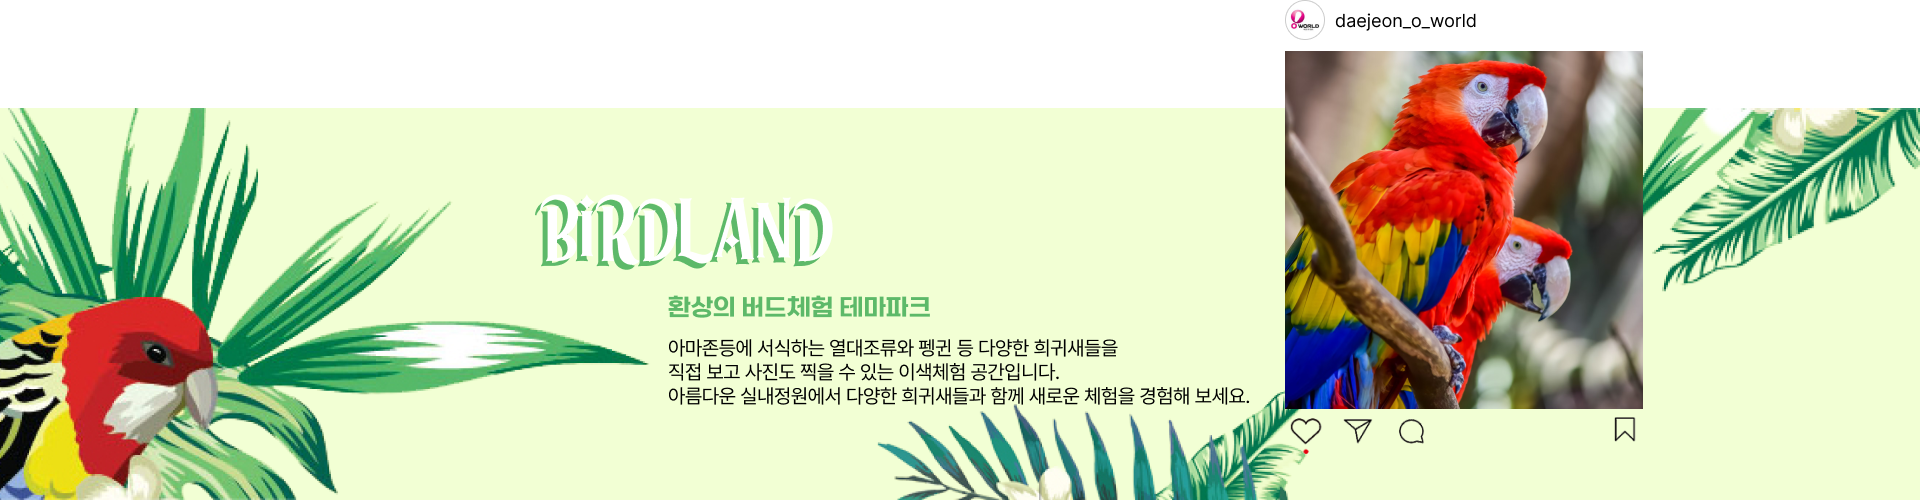 O WORLD
daejeon_o_world
BiRDLAND
환상의 버드체험 테마파크
아마존등에 서식하는 열대조류와 펭귄 등 다양한 희귀새들을
직접 보고 사진도 찍을 수 있는 이색체험 공간입니다.
아름다운 실내정원에서 다양한 희귀새들과 함께 새로운 체험을 경험해 보세요.